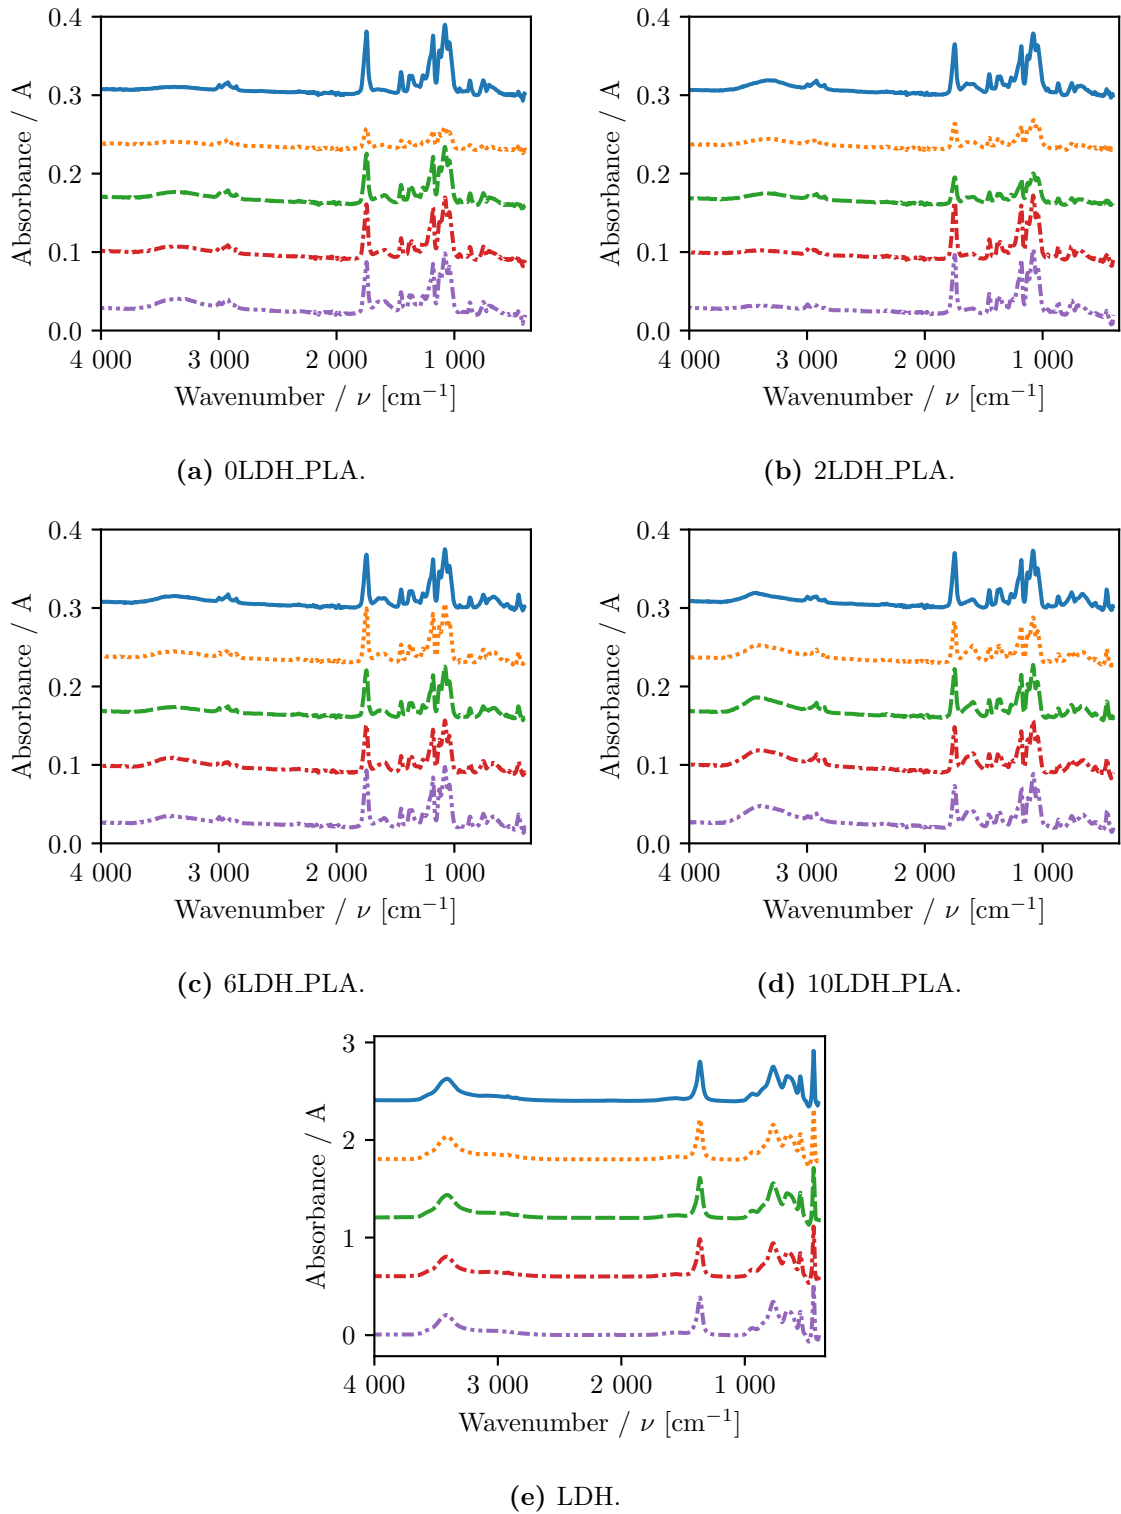 0.4
0.3
0.2
0.1
0.0
Absorbance / A
4 000 3 000 2 000 1 000
Wavenumber / ν [cm⁻¹]
(a) 0LDH_PLA.
0.4
0.3
0.2
0.1
0.0
Absorbance / A
4 000 3 000 2 000 1 000
Wavenumber / ν [cm⁻¹]
(b) 2LDH_PLA.
0.4
0.3
0.2
0.1
0.0
Absorbance / A
4 000 3 000 2 000 1 000
Wavenumber / ν [cm⁻¹]
(c) 6LDH_PLA.
0.4
0.3
0.2
0.1
0.0
Absorbance / A
4 000 3 000 2 000 1 000
Wavenumber / ν [cm⁻¹]
(d) 10LDH_PLA.
3
2
1
0
Absorbance / A
4 000 3 000 2 000 1 000
Wavenumber / ν [cm⁻¹]
(e) LDH.